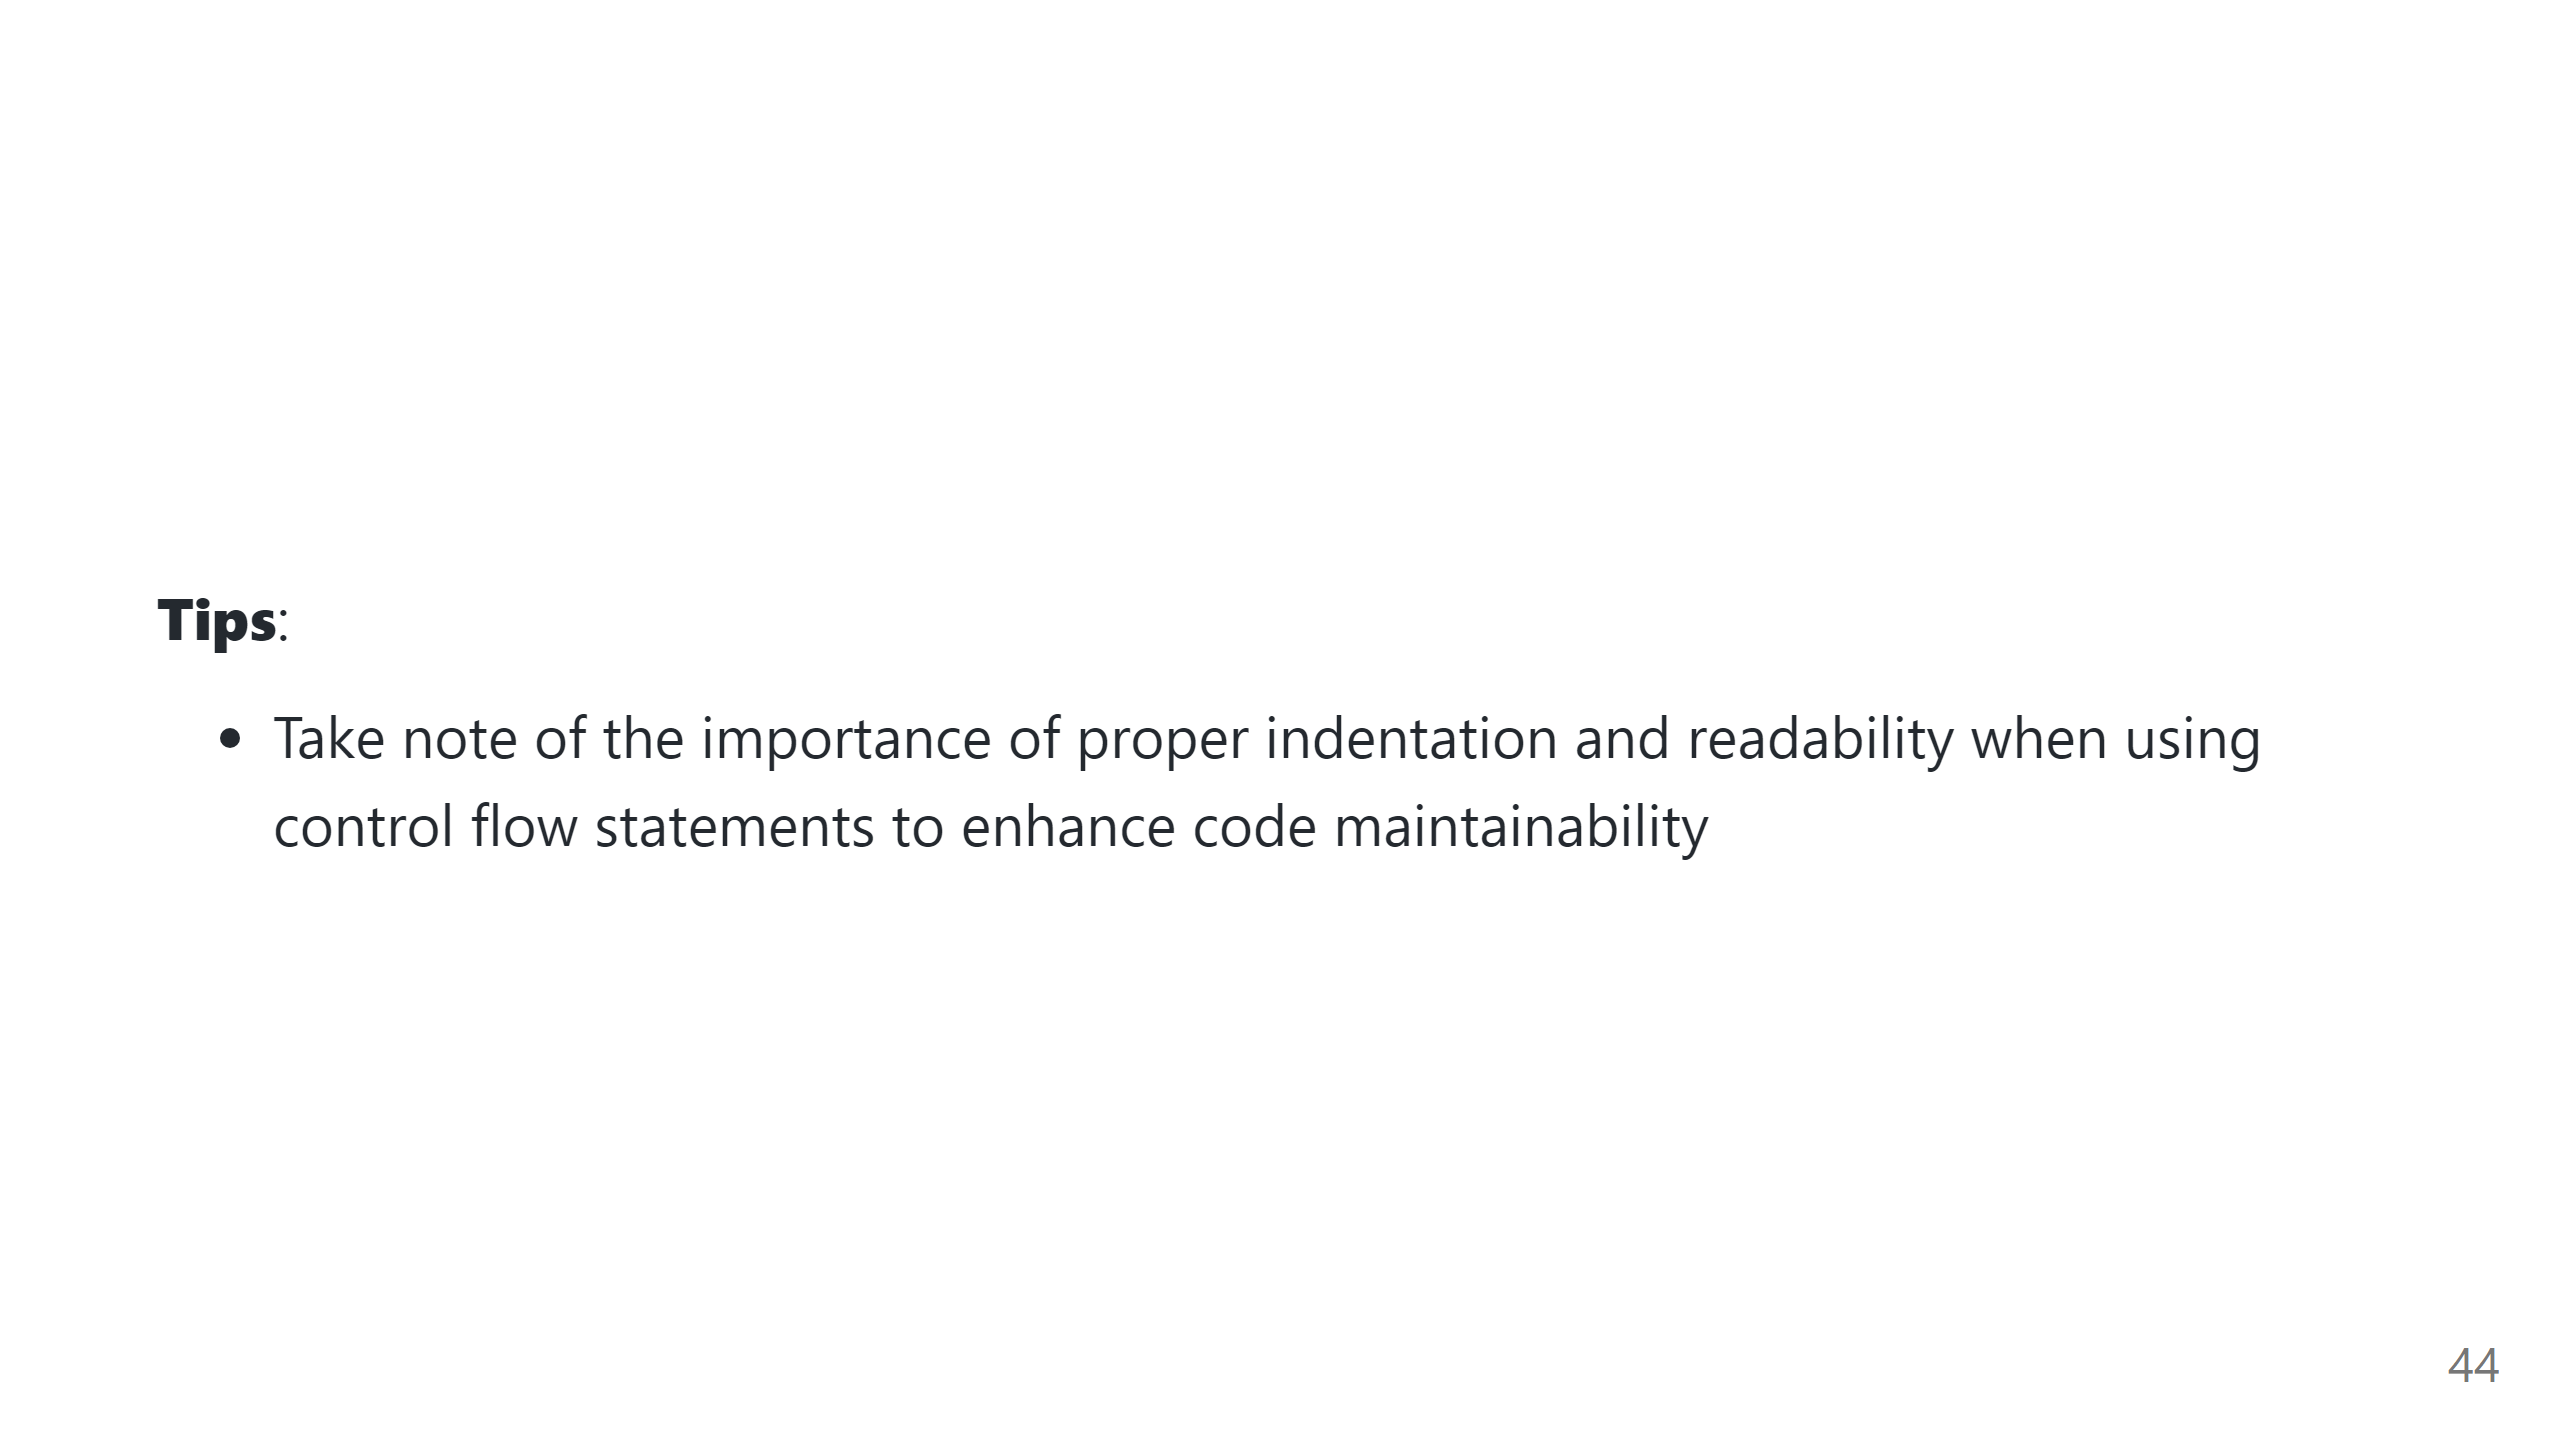 Tips:
• Take note of the importance of proper indentation and readability when using
control flow statements to enhance code maintainability
44